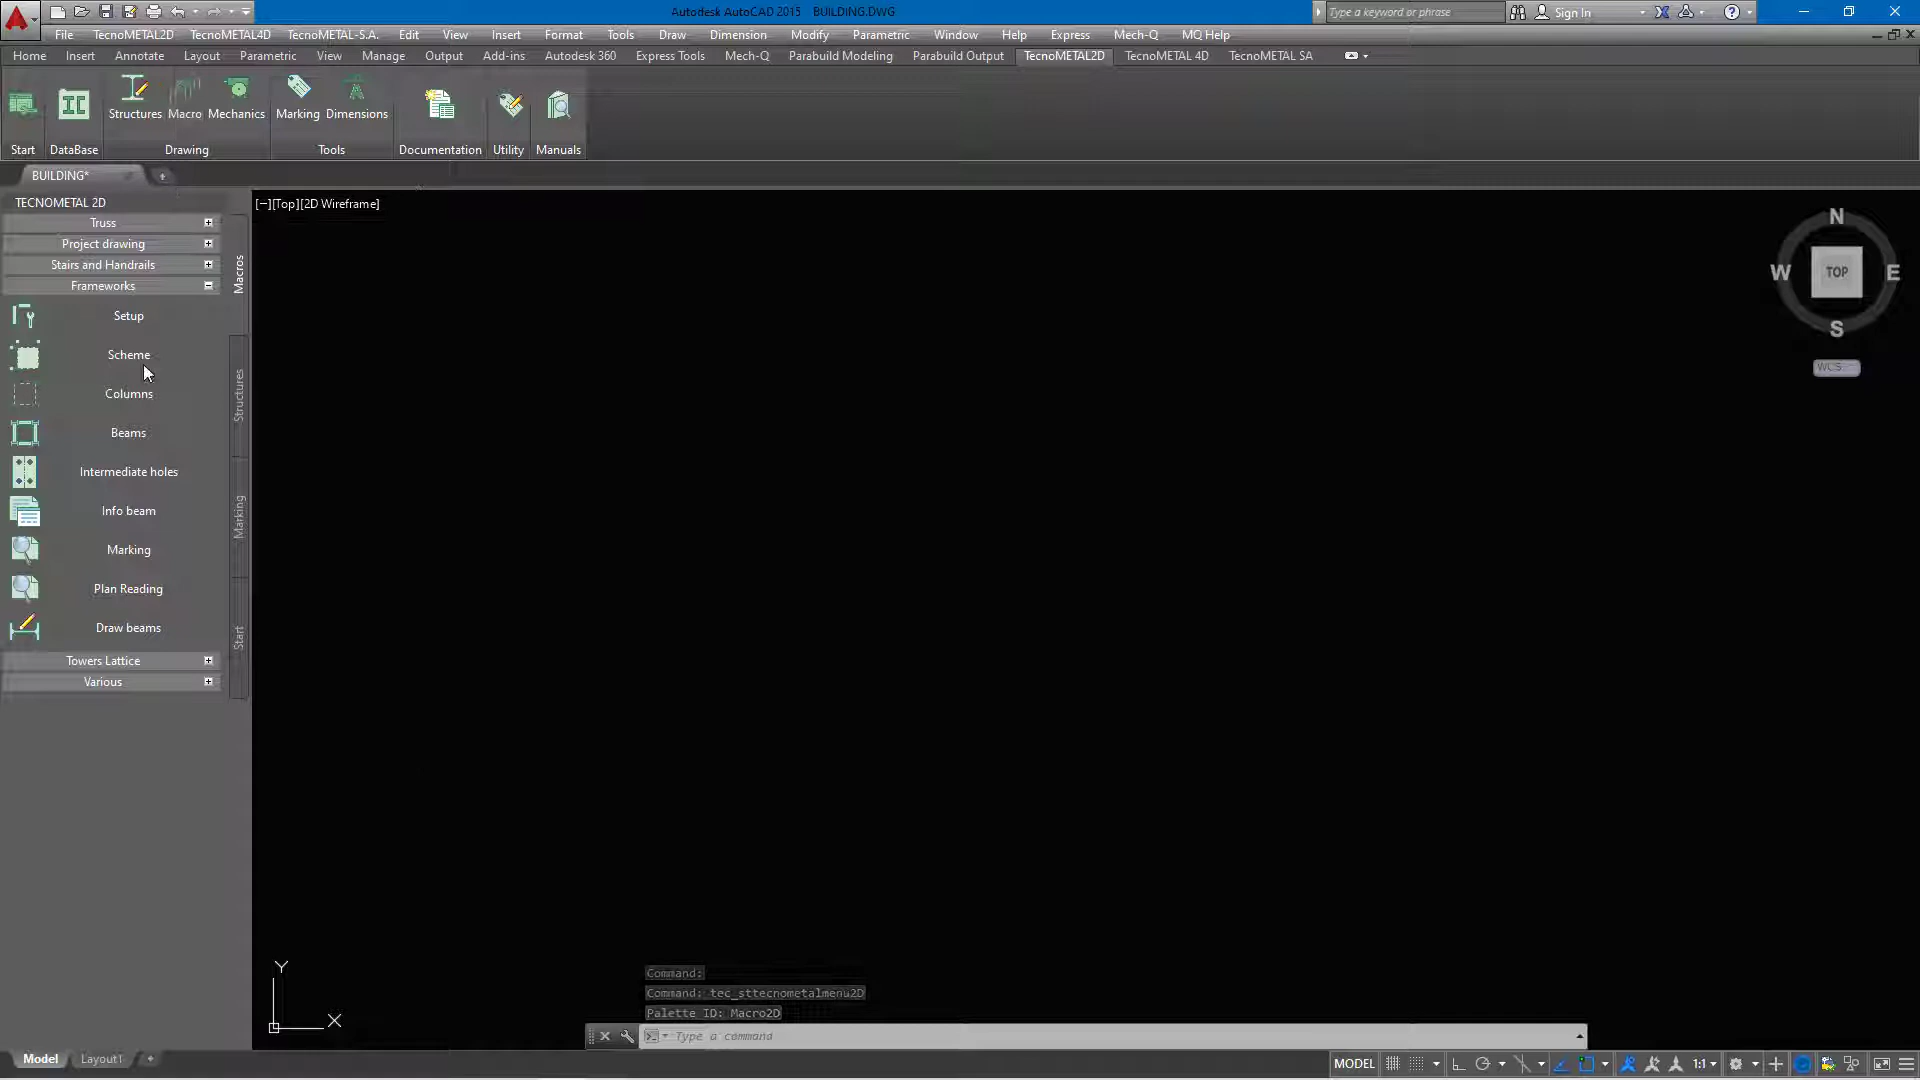 Autodesk AutoCAD 2015 BUILDING.DWG
Type a keyword or phrase
Sign In
File TecnoMETAL2D TecnoMETAL4D TecnoMETAL-S.A. Edit View Insert Format Tools Draw Dimension Modify Parametric Window Help Express Mech-Q MQ Help
Home Insert Annotate Layout Parametric View Manage Output Add-ins Autodesk 360 Express Tools Mech-Q Parabuild Modeling Parabuild Output TecnoMETAL2D TecnoMETAL 4D TecnoMETAL SA
Structures Macro Mechanics Marking Dimensions
Start DataBase Drawing Tools Documentation Utility Manuals
BUILDING*
TECNOMETAL 2D
Truss
Project drawing
Stairs and Handrails
Frameworks
Setup
Scheme
Columns
Beams
Intermediate holes
Info beam
Marking
Plan Reading
Draw beams
Towers Lattice
Various
Macros
Structures
Marking
Start
[−][Top][2D Wireframe]
N
W TOP E
S
WCS
Y
X
Command:
Command: tec_sttecnometalmenu2D
Palette ID: Macro2D
Type a command
Model Layout1
MODEL 1:1